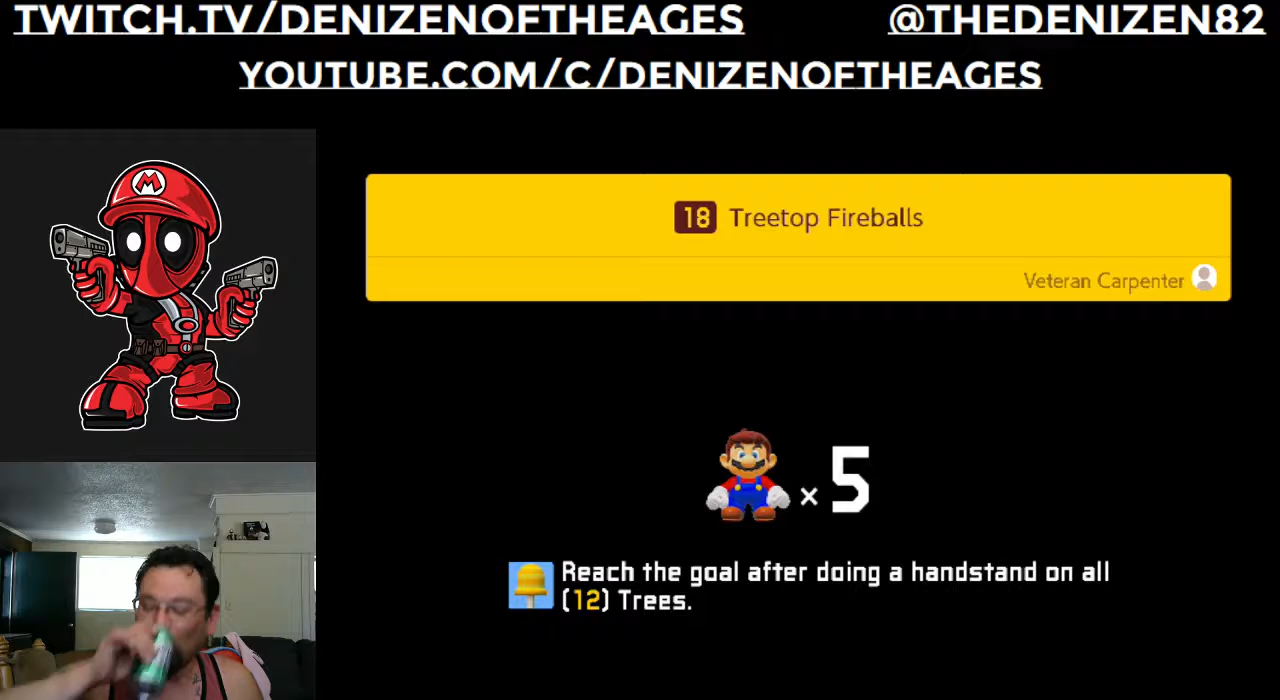 TWITCH.TV/DENIZENOFTHEAGES @THEDENIZEN82
YOUTUBE.COM/C/DENIZENOFTHEAGES
M
18 Treetop Fireballs
Veteran Carpenter
× 5
Reach the goal after doing a handstand on all
(12) Trees.